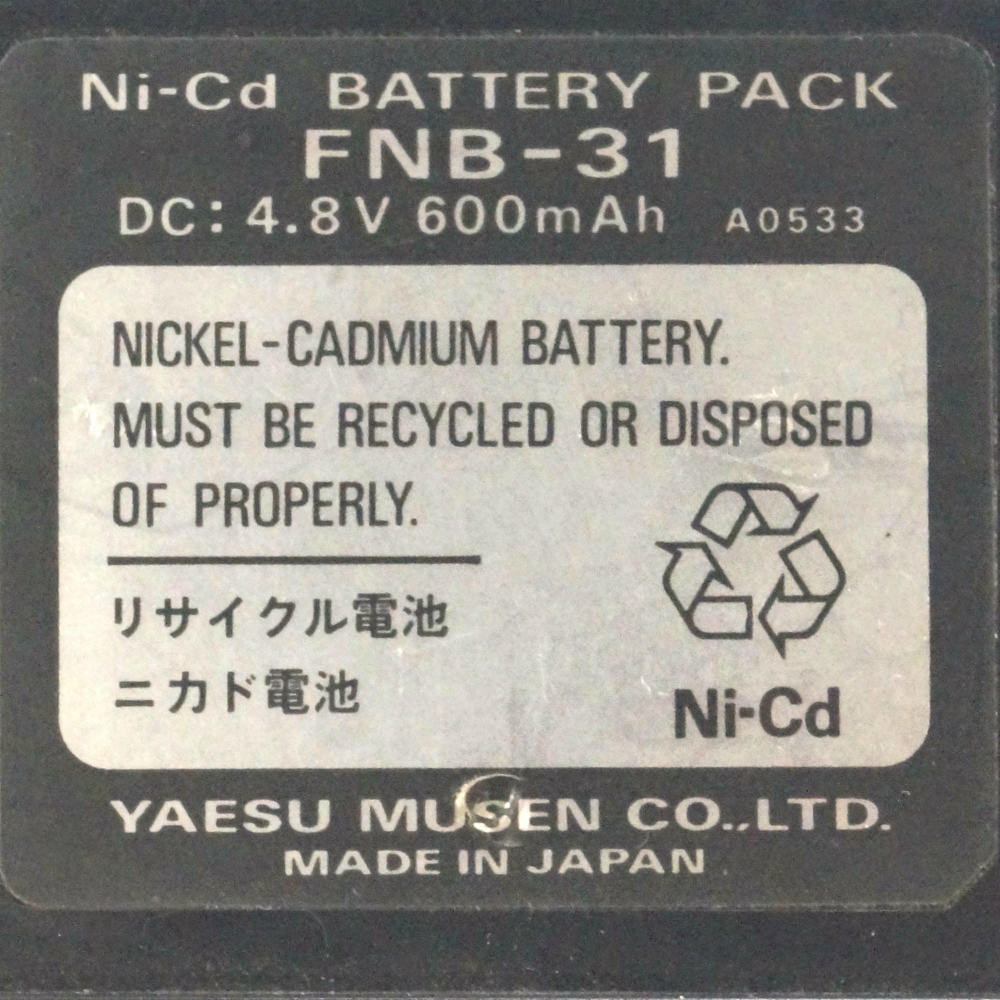 Ni-Cd BATTERY PACK
FNB-31
DC: 4.8V 600mAh A0533
NICKEL-CADMIUM BATTERY.
MUST BE RECYCLED OR DISPOSED
OF PROPERLY.
リサイクル電池
ニカド電池
Ni-Cd
YAESU MUSEN CO.,LTD.
MADE IN JAPAN